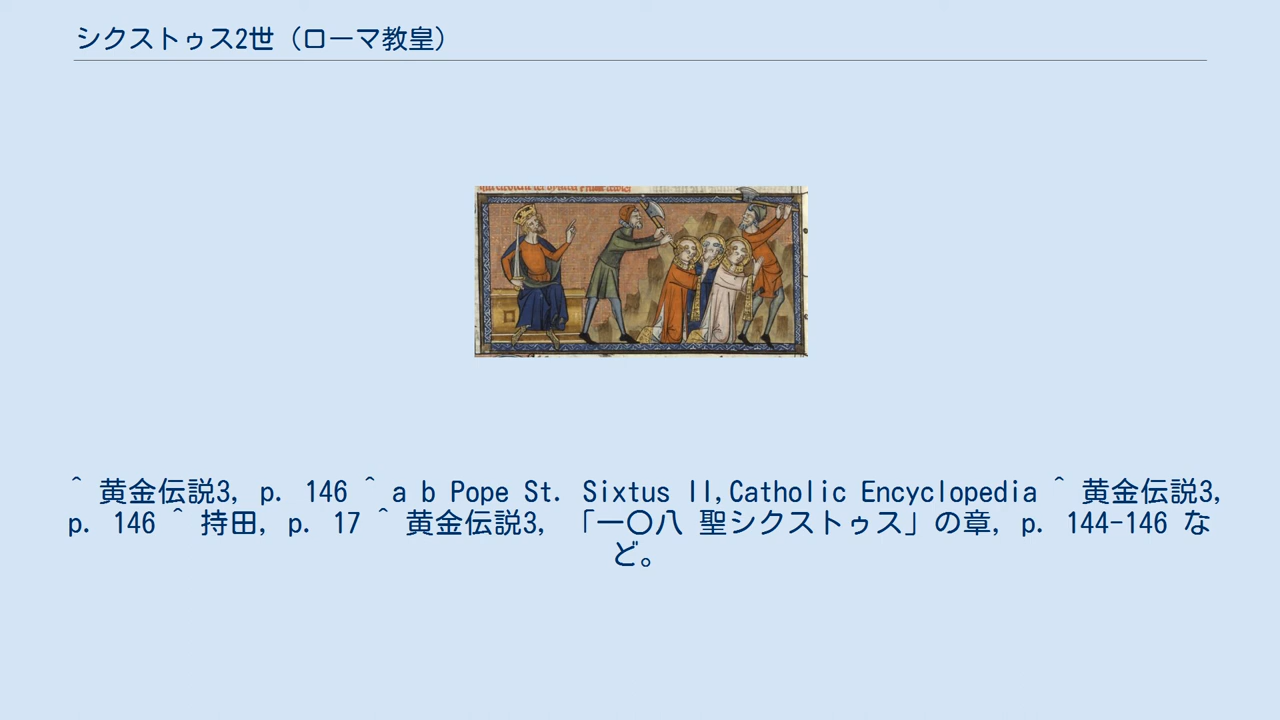 シクストゥス2世（ローマ教皇）
^ 黄金伝説3, p. 146 ^ a b Pope St. Sixtus II,Catholic Encyclopedia ^ 黄金伝説3,
p. 146 ^ 持田, p. 17 ^ 黄金伝説3, 「一〇八 聖シクストゥス」の章, p. 144-146 な
ど。